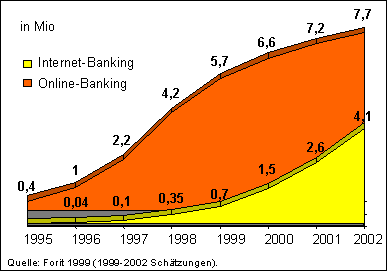 in Mio
Internet-Banking
Online-Banking
0,4 1 2,2 4,2 5,7 6,6 7,2 7,7
0,04 0,1 0,35 0,7 1,5 2,6 4,1
1995 1996 1997 1998 1999 2000 2001 2002
Quelle: Forit 1999 (1999-2002 Schätzungen).